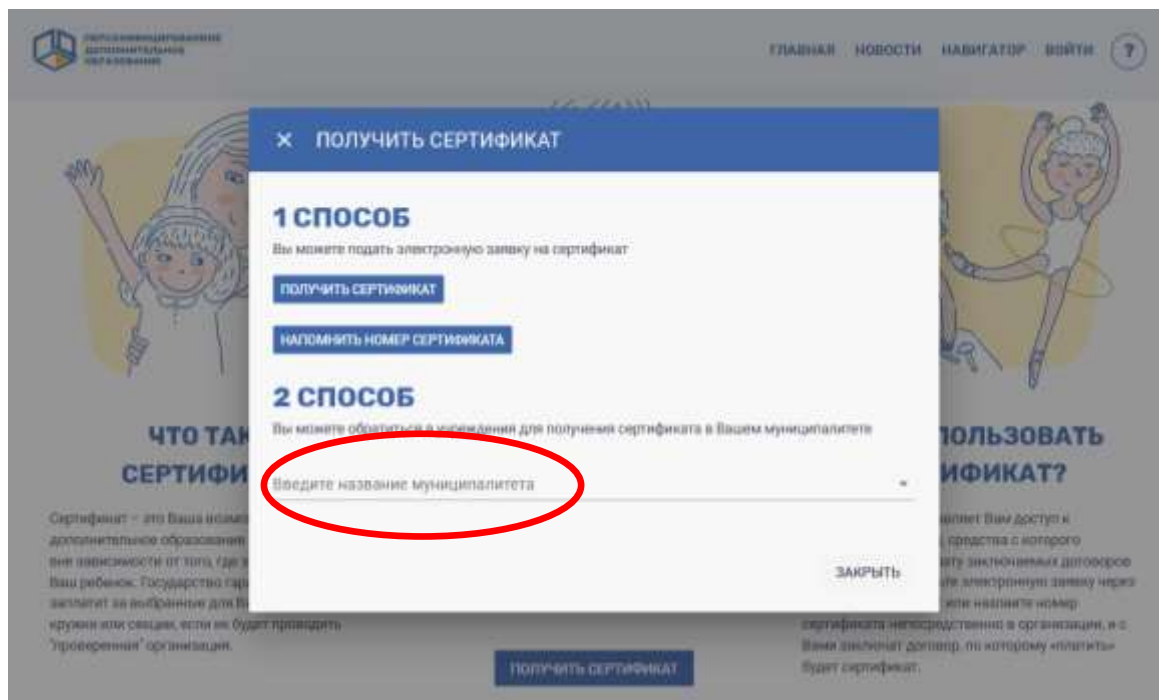 ПЕРСОНИФИЦИРОВАННОЕ
ДОПОЛНИТЕЛЬНОЕ
ОБРАЗОВАНИЕ
ГЛАВНАЯ НОВОСТИ НАВИГАТОР ВОЙТИ ?
× ПОЛУЧИТЬ СЕРТИФИКАТ
1 СПОСОБ
Вы можете подать электронную заявку на сертификат
ПОЛУЧИТЬ СЕРТИФИКАТ
НАПОМНИТЬ НОМЕР СЕРТИФИКАТА
2 СПОСОБ
Вы можете обратиться в учреждения для получения сертификата в Вашем муниципалитете
Введите название муниципалитета
ЗАКРЫТЬ
ЧТО ТАК
СЕРТИФИ
Сертификат – это Ваша
дополнительное образование
вне зависимости от того, где
Ваш ребенок. Государство
заплатит за выбранные для
кружки или секции, если их будет проводить
"проверенная" организация.
ПОЛУЧИТЬ СЕРТИФИКАТ
ПОЛЬЗОВАТЬ
ИФИКАТ?
Вам доступ к
средства с которого
заключаемых договоров
электронную заявку через
или назовите номер
сертификата непосредственно в организации, и с
Вами заключат договор, по которому «платить»
будет сертификат.